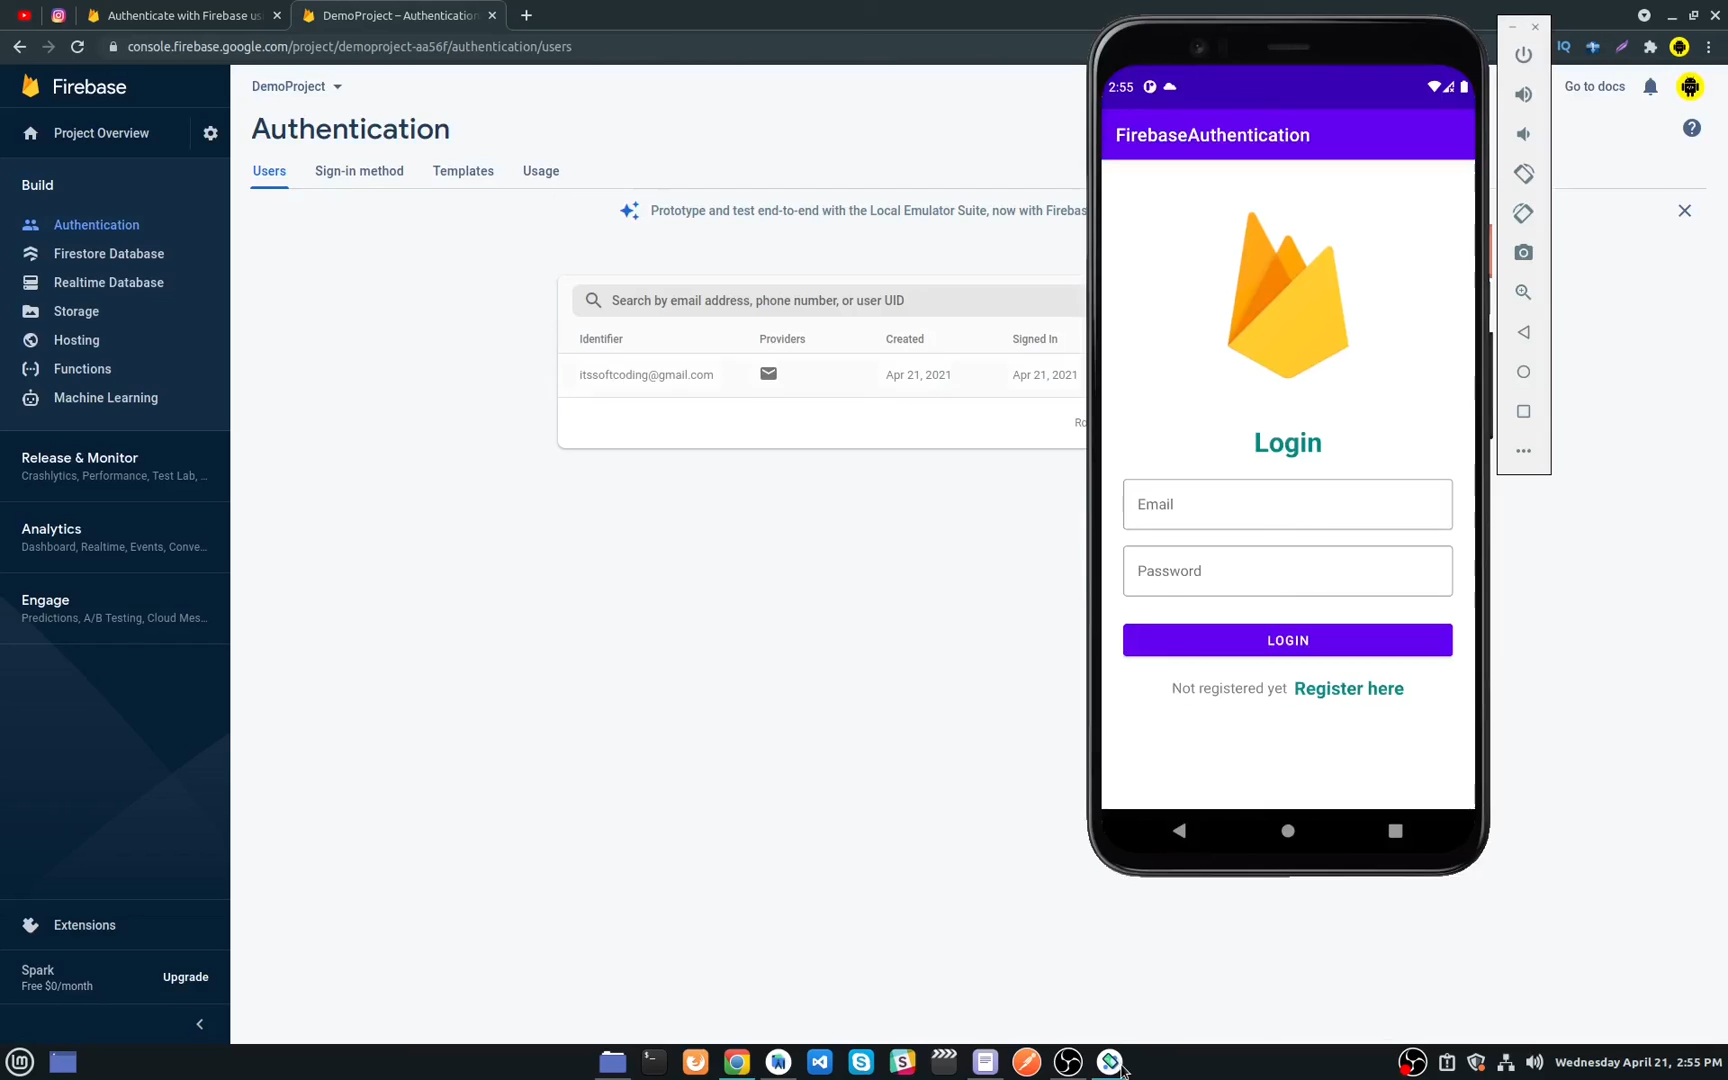 Authenticate with Firebase us
DemoProject – Authentication
console.firebase.google.com/project/demoproject-aa56f/authentication/users
Firebase
Project Overview
Build
Authentication
Firestore Database
Realtime Database
Storage
Hosting
Functions
Machine Learning
Release & Monitor
Crashlytics, Performance, Test Lab, ...
Analytics
Dashboard, Realtime, Events, Conve...
Engage
Predictions, A/B Testing, Cloud Mes...
Extensions
Spark
Free $0/month
Upgrade
DemoProject
Go to docs
Authentication
Users
Sign-in method
Templates
Usage
Prototype and test end-to-end with the Local Emulator Suite, now with Firebas
Search by email address, phone number, or user UID
Identifier
Providers
Created
Signed In
itssoftcoding@gmail.com
Apr 21, 2021
Apr 21, 2021
Ro
2:55
FirebaseAuthentication
Login
Email
Password
LOGIN
Not registered yet Register here
IQ
Wednesday April 21, 2:55 PM